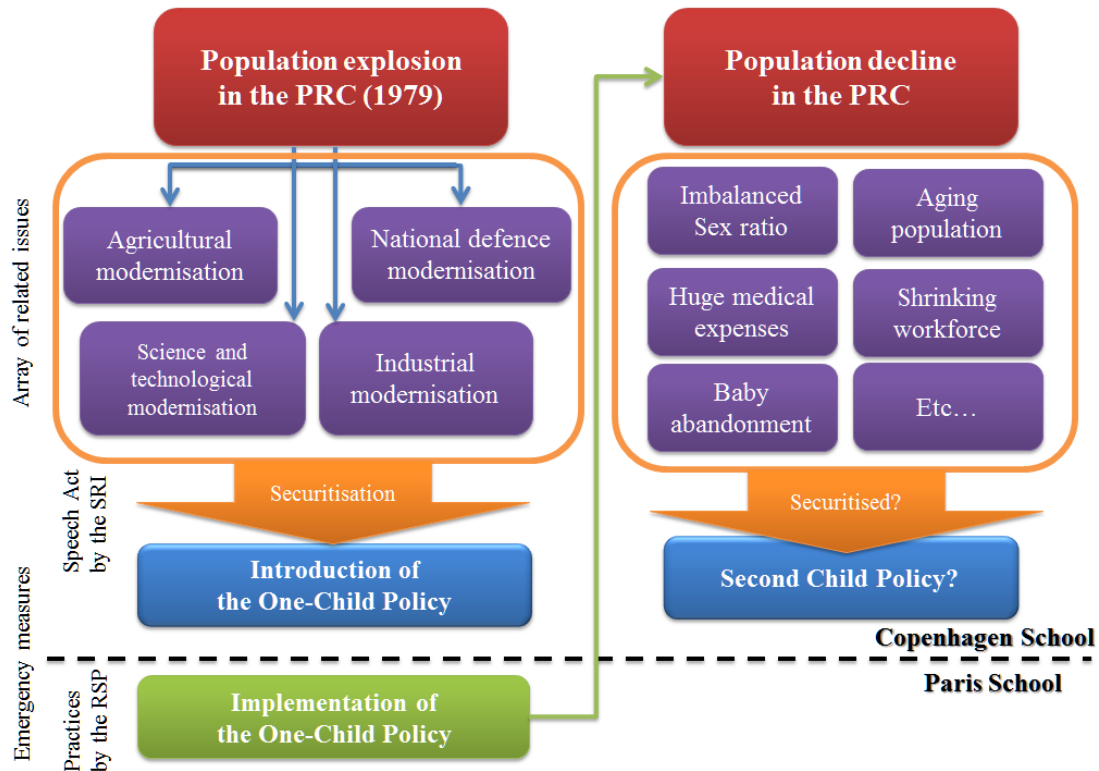 Population explosion
in the PRC (1979)
Population decline
in the PRC
Array of related issues
Agricultural
modernisation
National defence
modernisation
Science and
technological
modernisation
Industrial
modernisation
Imbalanced
Sex ratio
Aging
population
Huge medical
expenses
Shrinking
workforce
Baby
abandonment
Etc…
Speech Act
by the SRI
Securitisation
Securitised?
Introduction of
the One-Child Policy
Second Child Policy?
Emergency measures
Copenhagen School
Paris School
Practices
by the RSP
Implementation of
the One-Child Policy